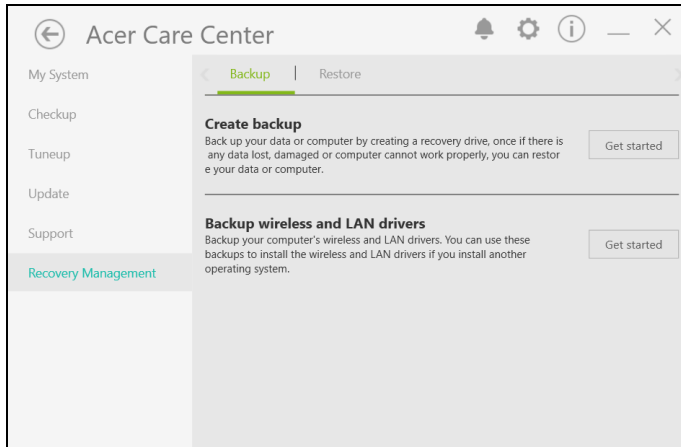 Acer Care Center
My System
Checkup
Tuneup
Update
Support
Recovery Management
Backup
Restore
Create backup
Back up your data or computer by creating a recovery drive, once if there is
any data lost, damaged or computer cannot work properly, you can restor
e your data or computer.
Get started
Backup wireless and LAN drivers
Backup your computer's wireless and LAN drivers. You can use these
backups to install the wireless and LAN drivers if you install another
operating system.
Get started